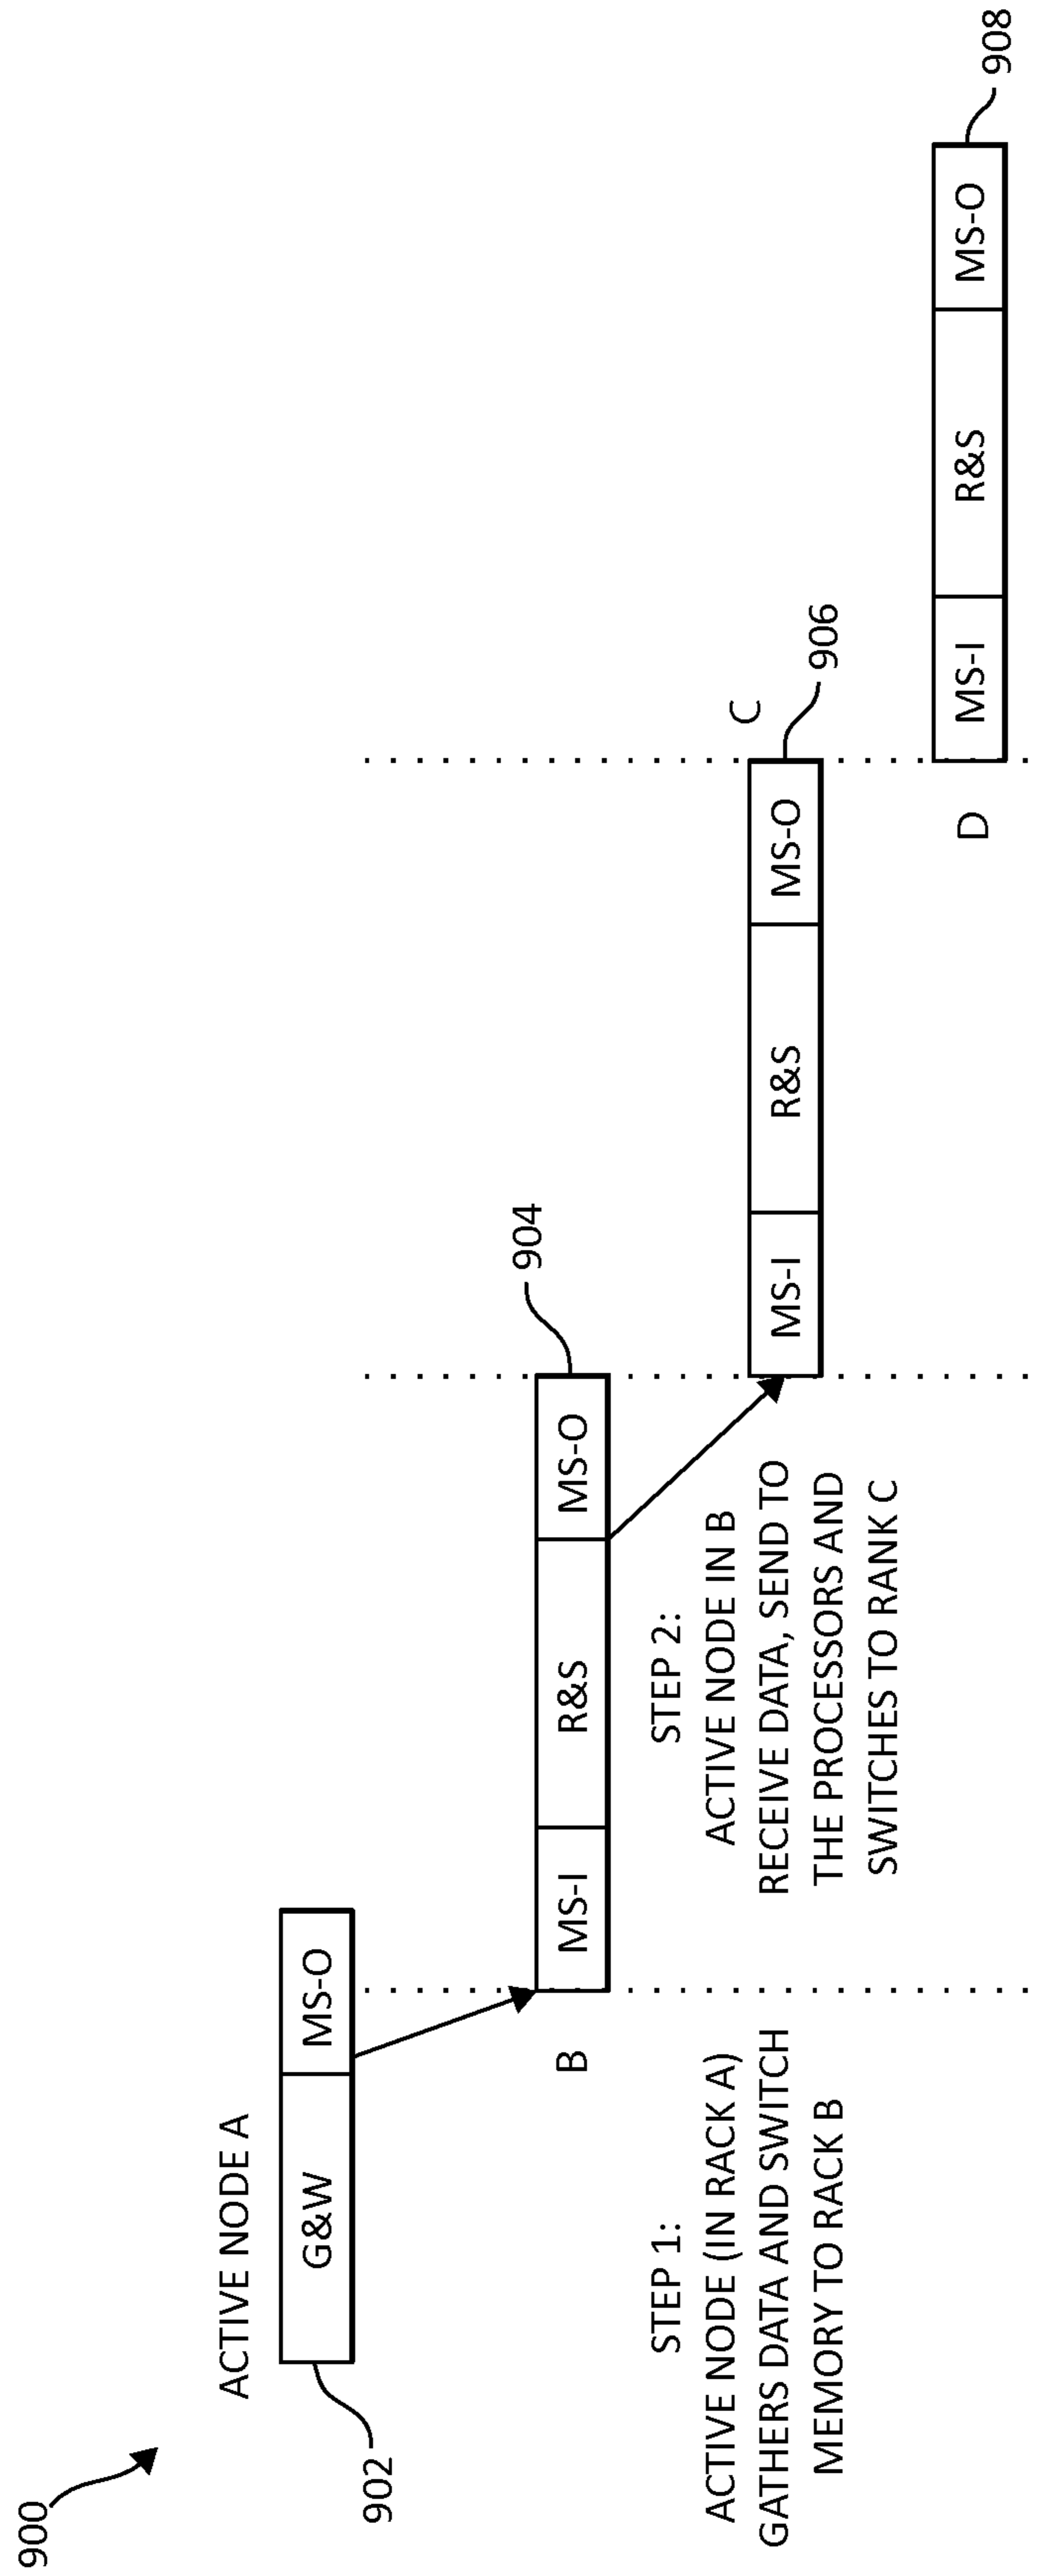 900
ACTIVE NODE A
902
G&W
MS-O
B
MS-I
R&S
MS-O
904
STEP 1:
ACTIVE NODE (IN RACK A)
GATHERS DATA AND SWITCH
MEMORY TO RACK B
STEP 2:
ACTIVE NODE IN B
RECEIVE DATA, SEND TO
THE PROCESSORS AND
SWITCHES TO RANK C
MS-I
R&S
MS-O
C
906
D
MS-I
R&S
MS-O
908